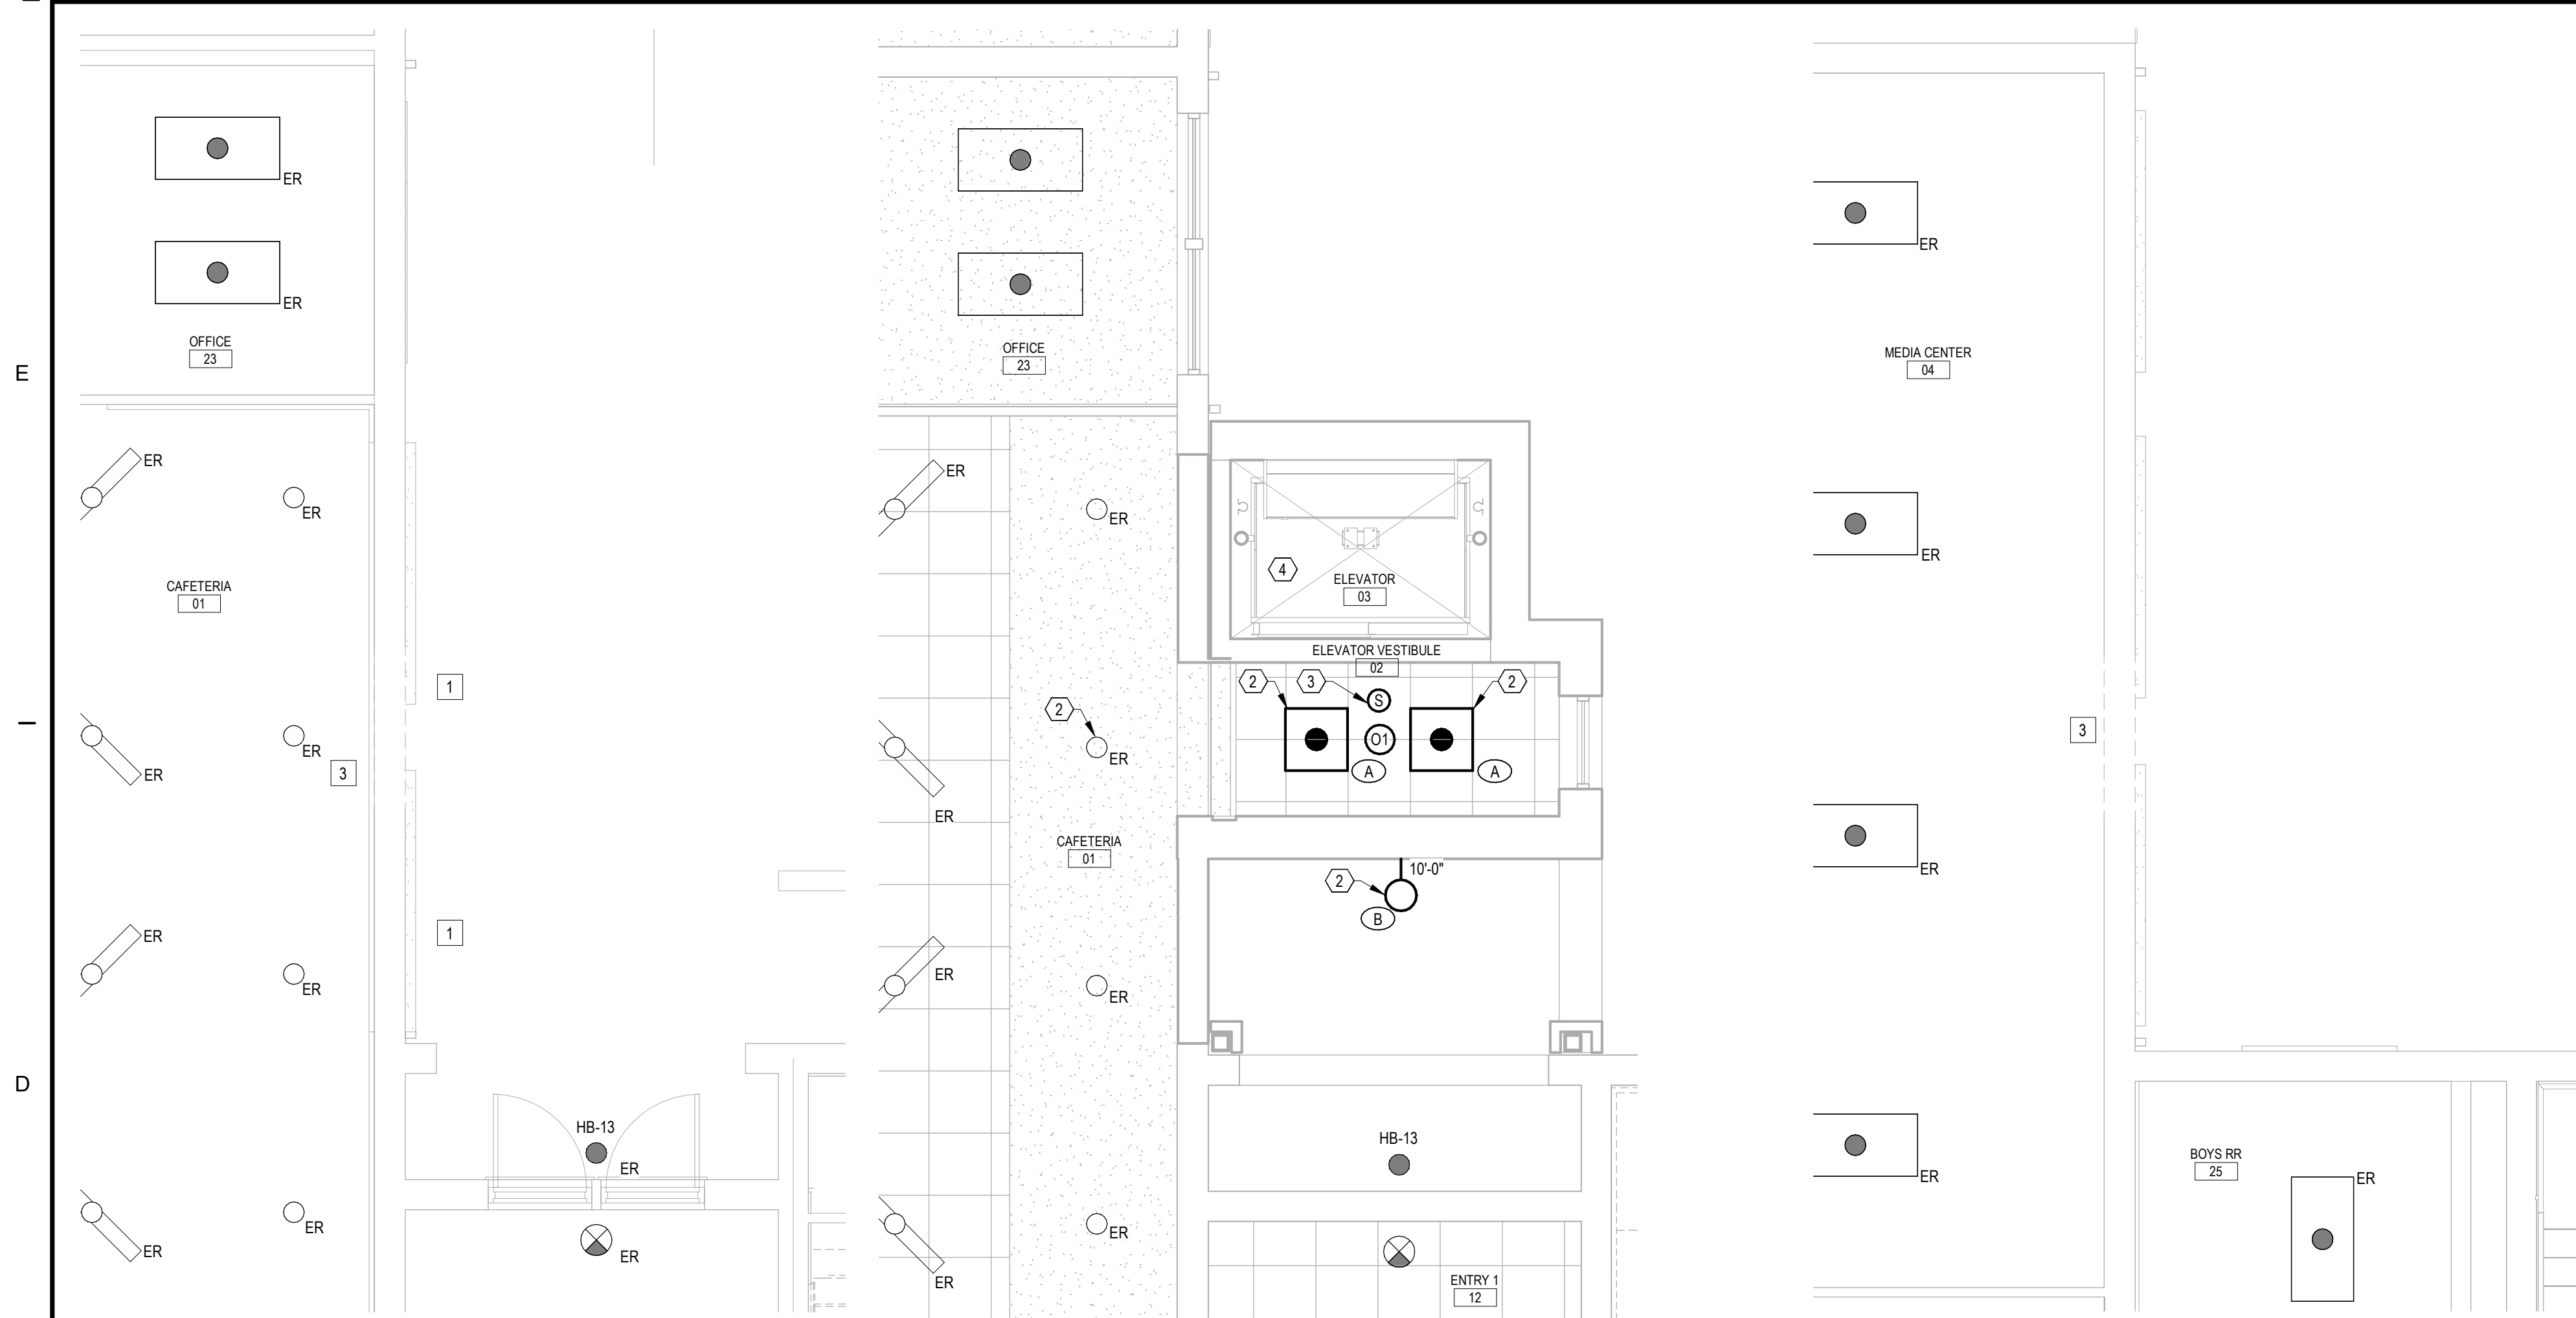 E
D
ER
ER
OFFICE
23
ER
ER
CAFETERIA
01
1
ER
ER
3
1
ER
ER
HB-13
ER
ER
ER
ER
OFFICE
23
ER
ER
4
ELEVATOR
03
ELEVATOR VESTIBULE
02
2
3
2
S
2
O1
ER
A
A
ER
CAFETERIA
01
10'-0"
2
B
ER
ER
HB-13
ER
ER
ENTRY 1
12
ER
MEDIA CENTER
04
ER
3
ER
ER
BOYS RR
25
ER